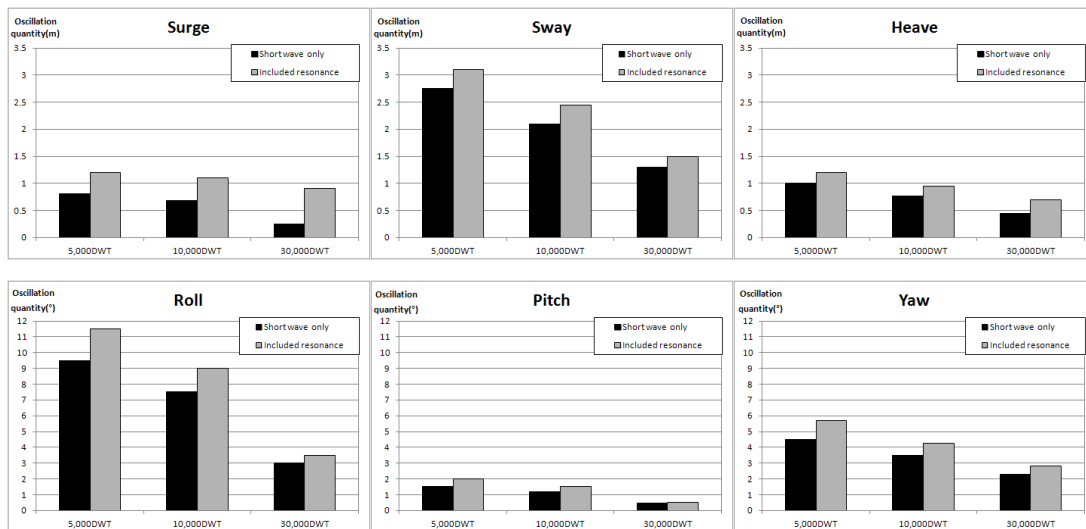 Oscillation
quantity(m)
Surge
Short wave only
Included resonance
3.5
3
2.5
2
1.5
1
0.5
0
5,000DWT 10,000DWT 30,000DWT
Oscillation
quantity(m)
Sway
Short wave only
Included resonance
3.5
3
2.5
2
1.5
1
0.5
0
5,000DWT 10,000DWT 30,000DWT
Oscillation
quantity(m)
Heave
Short wave only
Included resonance
3.5
3
2.5
2
1.5
1
0.5
0
5,000DWT 10,000DWT 30,000DWT
Oscillation
quantity(°)
Roll
Short wave only
Included resonance
12
11
10
9
8
7
6
5
4
3
2
1
0
5,000DWT 10,000DWT 30,000DWT
Oscillation
quantity(°)
Pitch
Short wave only
Included resonance
12
11
10
9
8
7
6
5
4
3
2
1
0
5,000DWT 10,000DWT 30,000DWT
Oscillation
quantity(°)
Yaw
Short wave only
Included resonance
12
11
10
9
8
7
6
5
4
3
2
1
0
5,000DWT 10,000DWT 30,000DWT